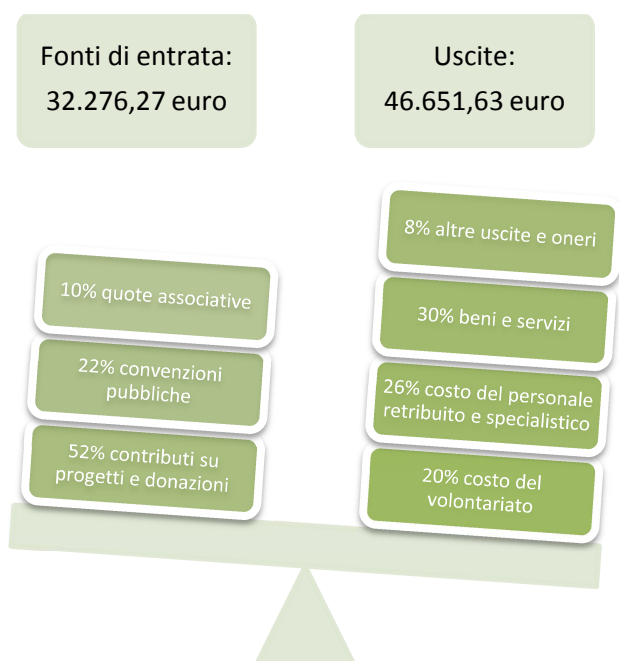 Fonti di entrata:
32.276,27 euro
Uscite:
46.651,63 euro
10% quote associative
22% convenzioni
pubbliche
52% contributi su
progetti e donazioni
8% altre uscite e oneri
30% beni e servizi
26% costo del personale
retribuito e specialistico
20% costo del
volontariato